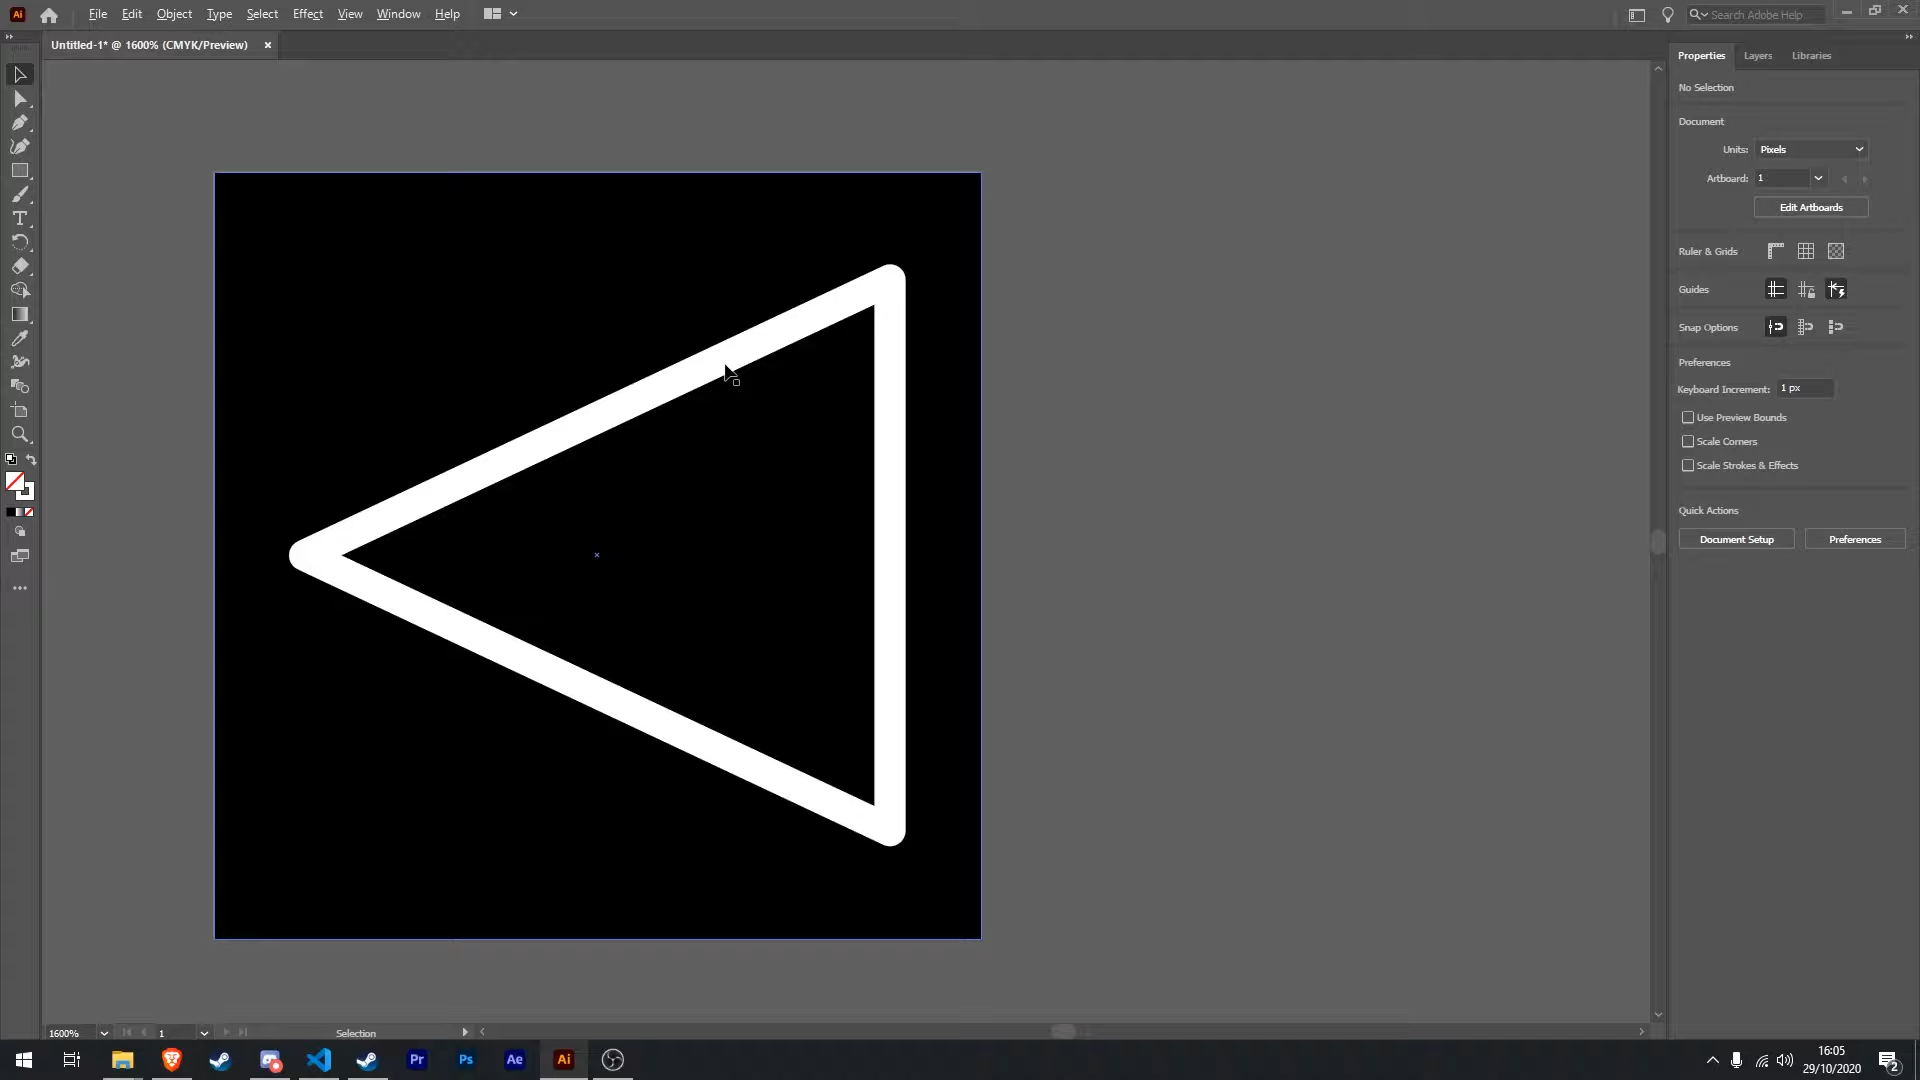 Ai File Edit Object Type Select Effect View Window Help Search Adobe Help
Untitled-1* @ 1600% (CMYK/Preview) ×
Properties Layers Libraries
No Selection
Document
Units: Pixels
Artboard: 1
Edit Artboards
Ruler & Grids
Guides
Snap Options
Preferences
Keyboard Increment: 1 px
Use Preview Bounds
Scale Corners
Scale Strokes & Effects
Quick Actions
Document Setup Preferences
1600% 1 Selection
Pr Ps Ae Ai
16:05
29/10/2020
2